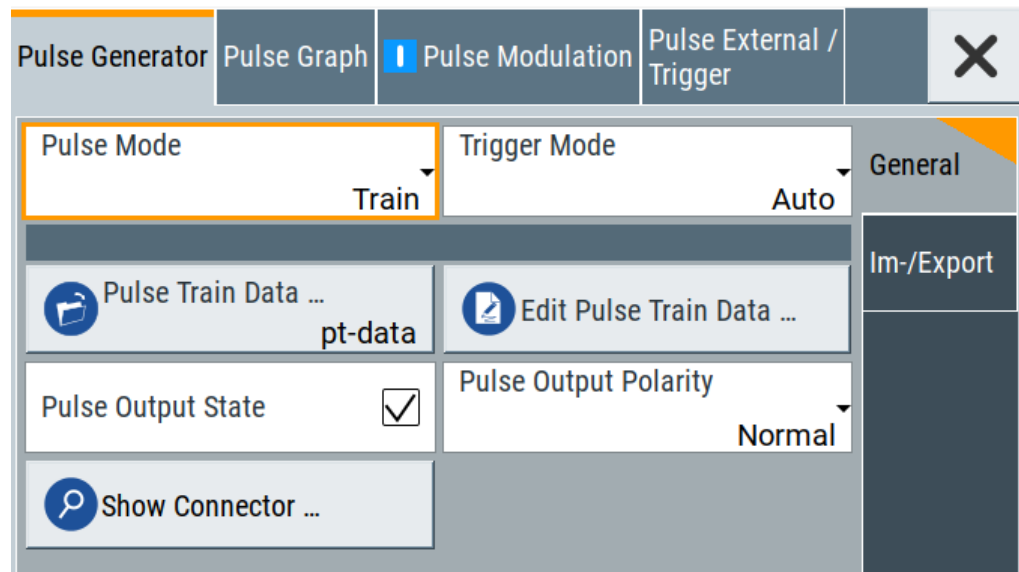 Pulse Generator
Pulse Graph
Pulse Modulation
Pulse External /
Trigger
Pulse Mode
Train
Trigger Mode
Auto
General
Im-/Export
Pulse Train Data ...
pt-data
Edit Pulse Train Data ...
Pulse Output State
Pulse Output Polarity
Normal
Show Connector ...